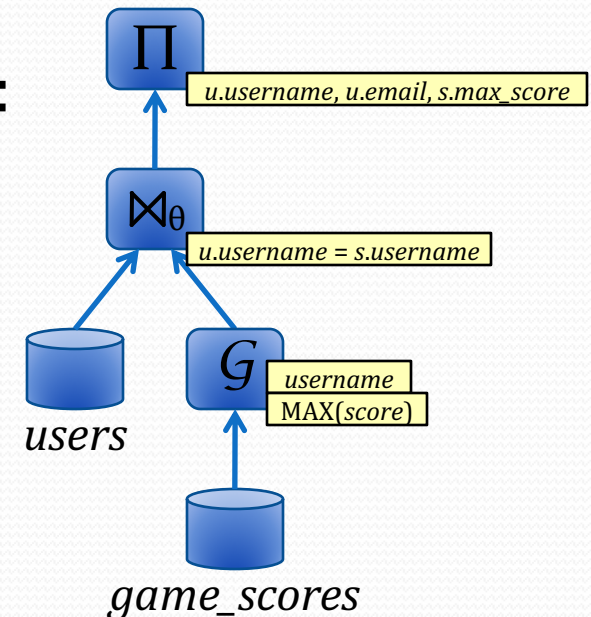 :
Π
u.username, u.email, s.max_score
⋈θ
u.username = s.username
users
G
username
MAX(score)
game_scores